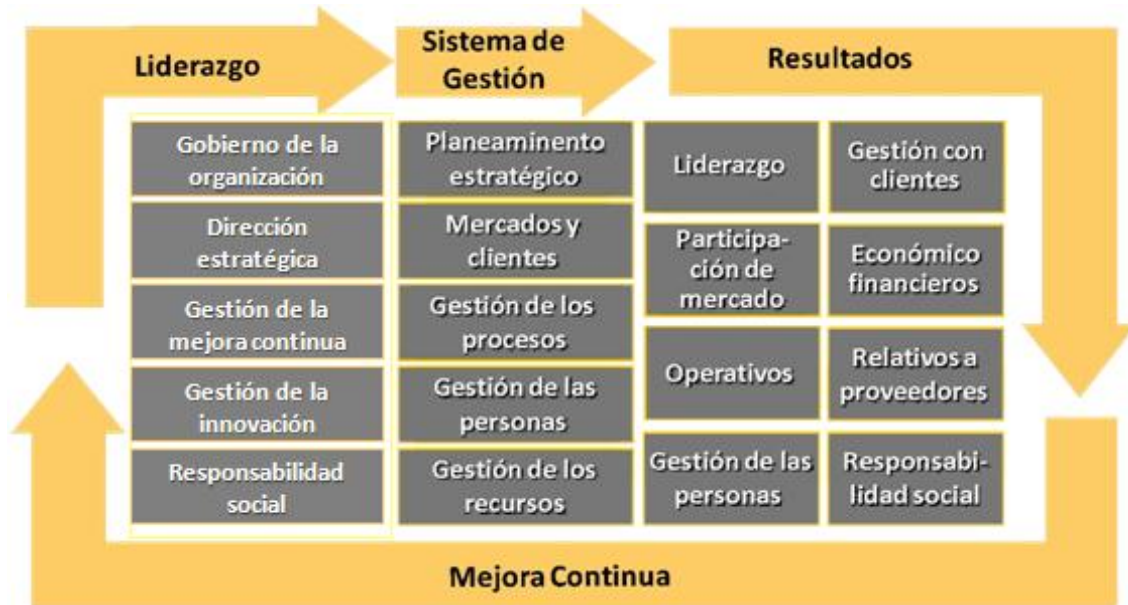 Liderazgo
Sistema de
Gestión
Resultados
Gobierno de la
organización
Dirección
estratégica
Gestión de la
mejora continua
Gestión de la
innovación
Responsabilidad
social
Planeaminento
estratégico
Mercados y
clientes
Gestión de los
procesos
Gestión de las
personas
Gestión de los
recursos
Liderazgo
Participa-
ción de
mercado
Operativos
Gestión de las
personas
Gestión con
clientes
Económico
financieros
Relativos a
proveedores
Responsabi-
lidad social
Mejora Continua